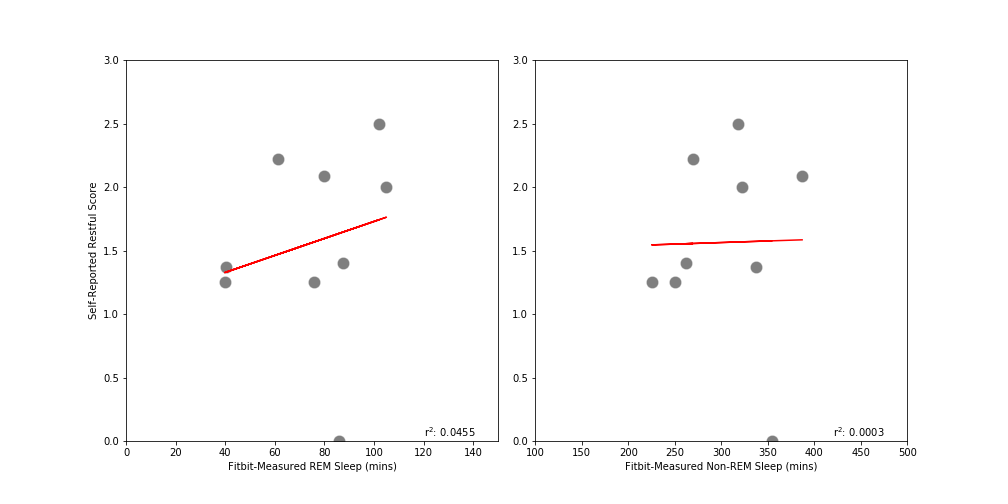 3.0
2.5
2.0
1.5
1.0
0.5
0.0
Self-Reported Restful Score
r²: 0.0455
0 20 40 60 80 100 120 140
Fitbit-Measured REM Sleep (mins)
3.0
2.5
2.0
1.5
1.0
0.5
0.0
r²: 0.0003
100 150 200 250 300 350 400 450 500
Fitbit-Measured Non-REM Sleep (mins)